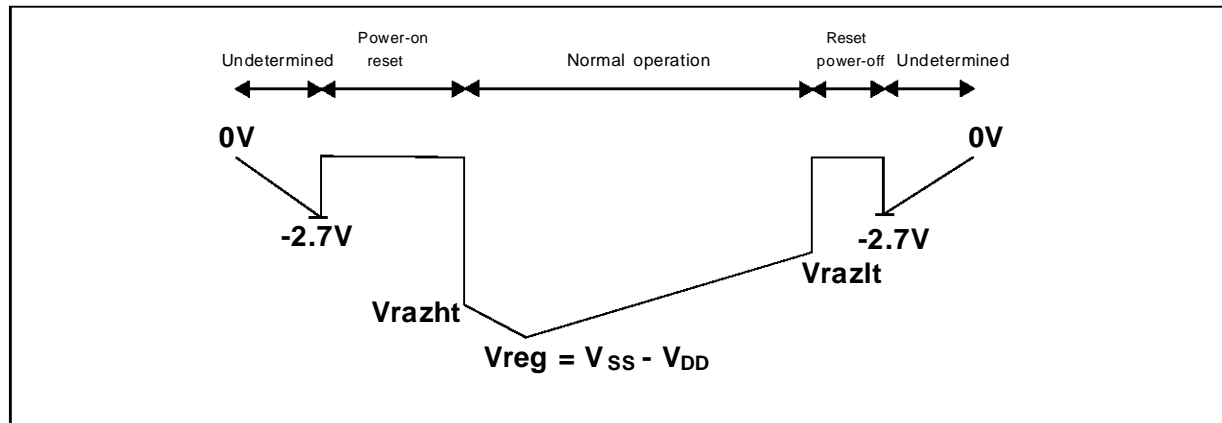 Undetermined
Power-on
reset
Normal operation
Reset
power-off
Undetermined
0V
0V
-2.7V
-2.7V
Vrazht
Vrazlt
Vreg = VSS - VDD